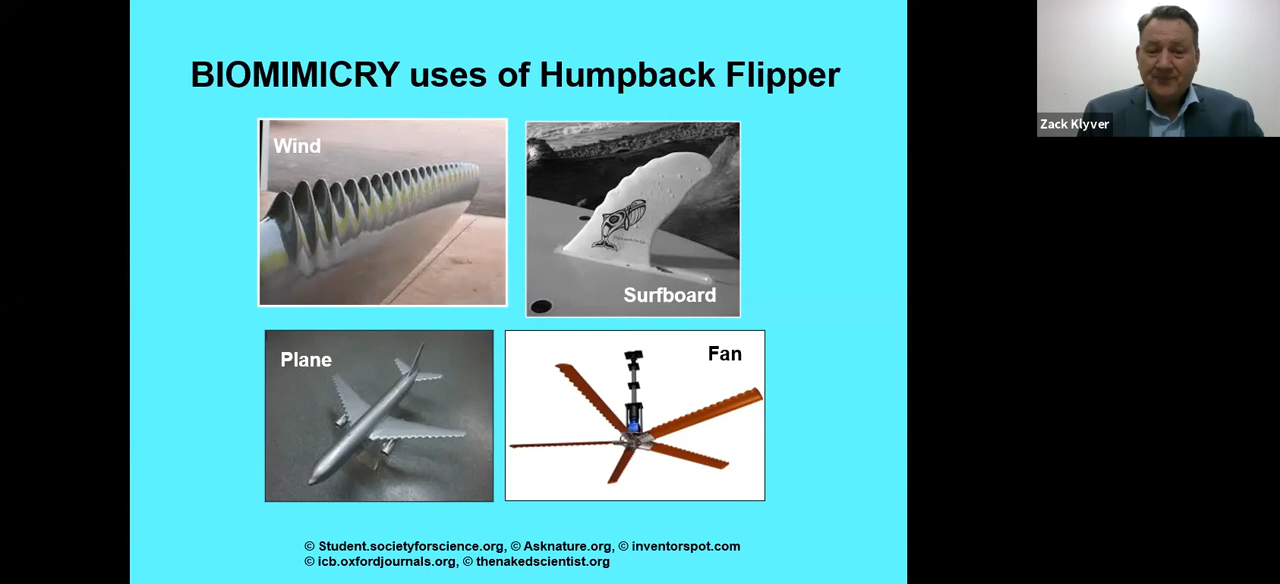 BIOMIMICRY uses of Humpback Flipper
Zack Klyver
Wind
Surfboard
Plane
Fan
© Student.societyforscience.org, © Asknature.org, © inventorspot.com
© icb.oxfordjournals.org, © thenakedscientist.org